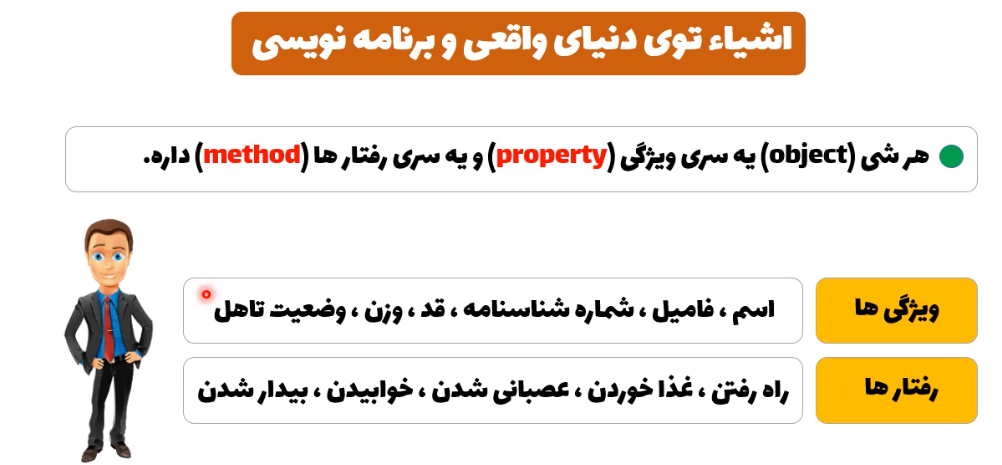 اشیاء توی دنیای واقعی و برنامه نویسی
هر شی (object) یه سری ویژگی (property) و یه سری رفتار ها (method) داره.
ویژگی ها
اسم ، فامیل ، شماره شناسنامه ، قد ، وزن ، وضعیت تاهل
رفتار ها
راه رفتن ، غذا خوردن ، عصبانی شدن ، خوابیدن ، بیدار شدن